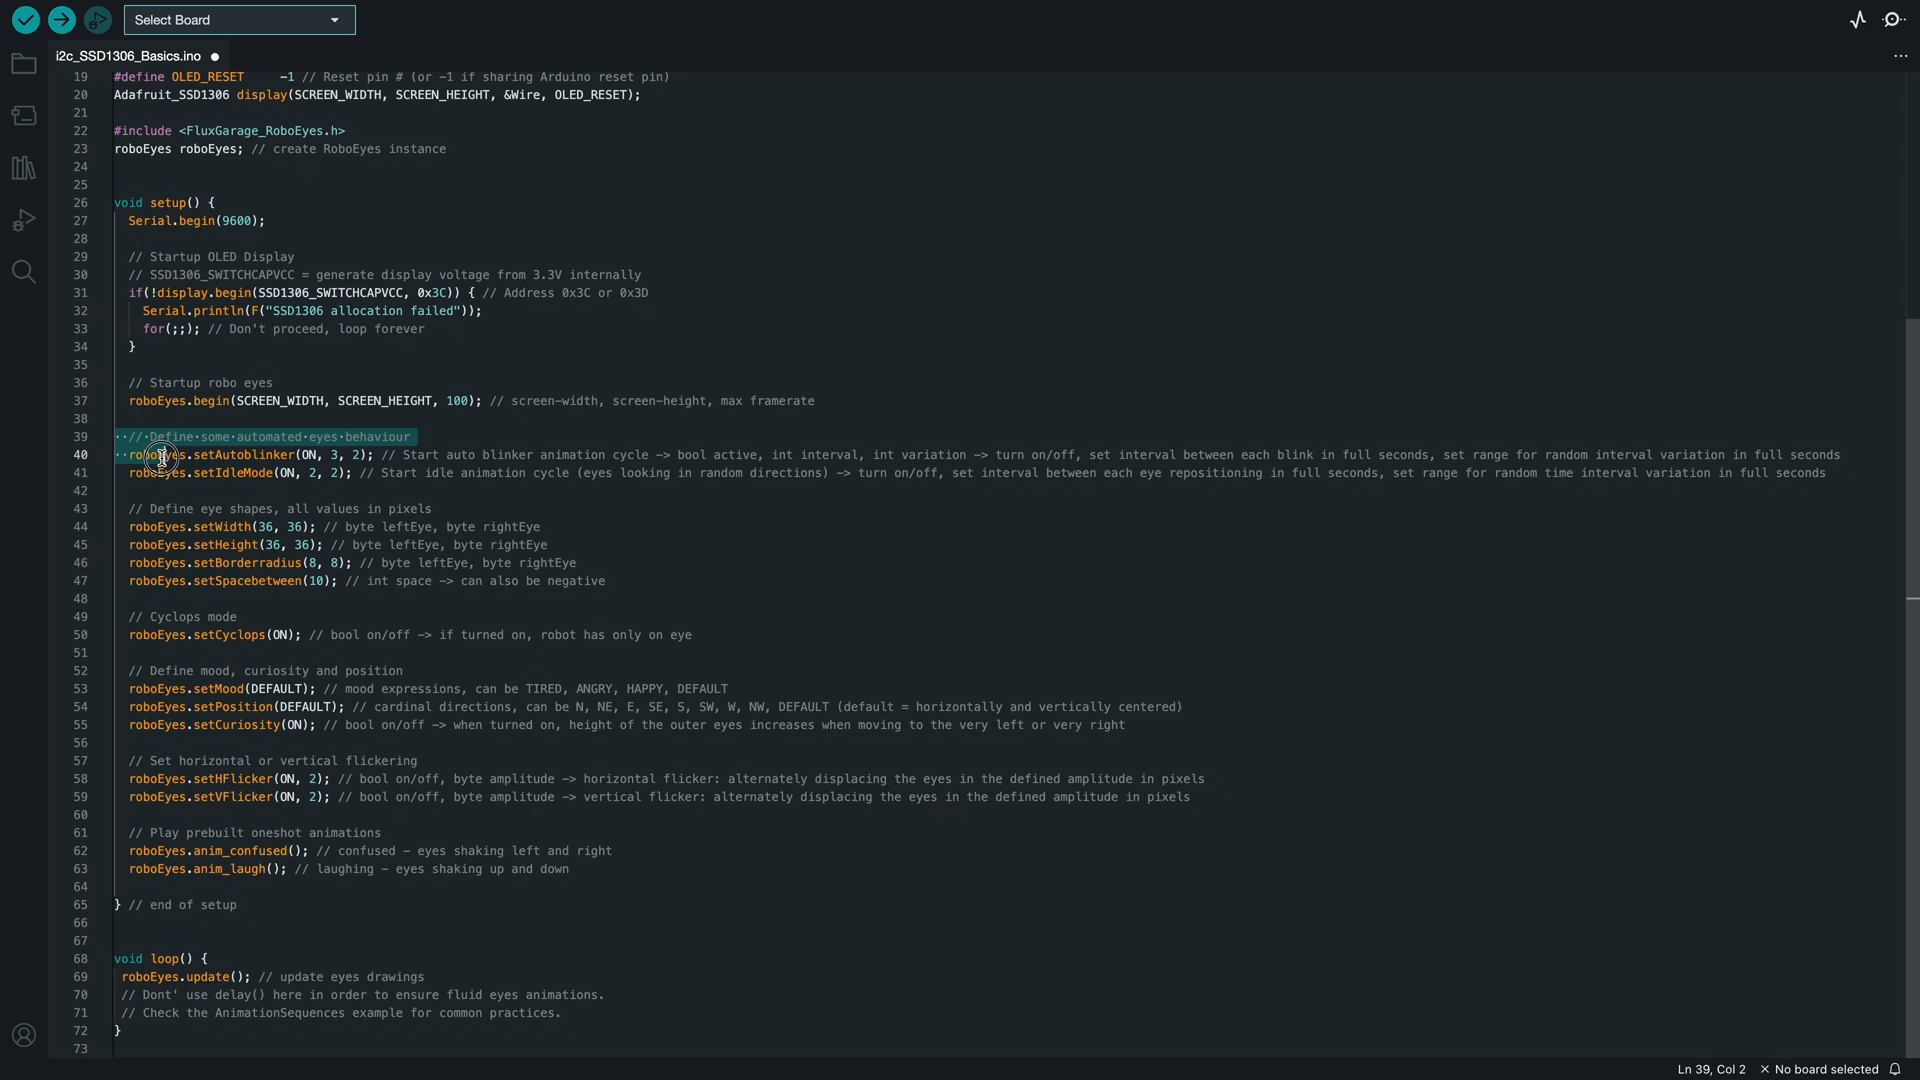 Select Board
i2c_SSD1306_Basics.ino
19 #define OLED_RESET     -1 // Reset pin # (or -1 if sharing Arduino reset pin)
20 Adafruit_SSD1306 display(SCREEN_WIDTH, SCREEN_HEIGHT, &Wire, OLED_RESET);
21
22 #include <FluxGarage_RoboEyes.h>
23 roboEyes roboEyes; // create RoboEyes instance
24
25
26 void setup() {
27 Serial.begin(9600);
28
29 // Startup OLED Display
30 // SSD1306_SWITCHCAPVCC = generate display voltage from 3.3V internally
31 if(!display.begin(SSD1306_SWITCHCAPVCC, 0x3C)) { // Address 0x3C or 0x3D
32 Serial.println(F("SSD1306 allocation failed"));
33 for(;;); // Don't proceed, loop forever
34 }
35
36 // Startup robo eyes
37 roboEyes.begin(SCREEN_WIDTH, SCREEN_HEIGHT, 100); // screen-width, screen-height, max framerate
38
39 // Define some automated eyes behaviour
40 roboEyes.setAutoblinker(ON, 3, 2); // Start auto blinker animation cycle -> bool active, int interval, int variation -> turn on/off, set interval between each blink in full seconds, set range for random interval variation in full seconds
41 roboEyes.setIdleMode(ON, 2, 2); // Start idle animation cycle (eyes looking in random directions) -> turn on/off, set interval between each eye repositioning in full seconds, set range for random time interval variation in full seconds
42
43 // Define eye shapes, all values in pixels
44 roboEyes.setWidth(36, 36); // byte leftEye, byte rightEye
45 roboEyes.setHeight(36, 36); // byte leftEye, byte rightEye
46 roboEyes.setBorderradius(8, 8); // byte leftEye, byte rightEye
47 roboEyes.setSpacebetween(10); // int space -> can also be negative
48
49 // Cyclops mode
50 roboEyes.setCyclops(ON); // bool on/off -> if turned on, robot has only on eye
51
52 // Define mood, curiosity and position
53 roboEyes.setMood(DEFAULT); // mood expressions, can be TIRED, ANGRY, HAPPY, DEFAULT
54 roboEyes.setPosition(DEFAULT); // cardinal directions, can be N, NE, E, SE, S, SW, W, NW, DEFAULT (default = horizontally and vertically centered)
55 roboEyes.setCuriosity(ON); // bool on/off -> when turned on, height of the outer eyes increases when moving to the very left or very right
56
57 // Set horizontal or vertical flickering
58 roboEyes.setHFlicker(ON, 2); // bool on/off, byte amplitude -> horizontal flicker: alternately displacing the eyes in the defined amplitude in pixels
59 roboEyes.setVFlicker(ON, 2); // bool on/off, byte amplitude -> vertical flicker: alternately displacing the eyes in the defined amplitude in pixels
60
61 // Play prebuilt oneshot animations
62 roboEyes.anim_confused(); // confused - eyes shaking left and right
63 roboEyes.anim_laugh(); // laughing - eyes shaking up and down
64
65 } // end of setup
66
67
68 void loop() {
69 roboEyes.update(); // update eyes drawings
70 // Dont' use delay() here in order to ensure fluid eyes animations.
71 // Check the AnimationSequences example for common practices.
72 }
73
Ln 39, Col 2 × No board selected